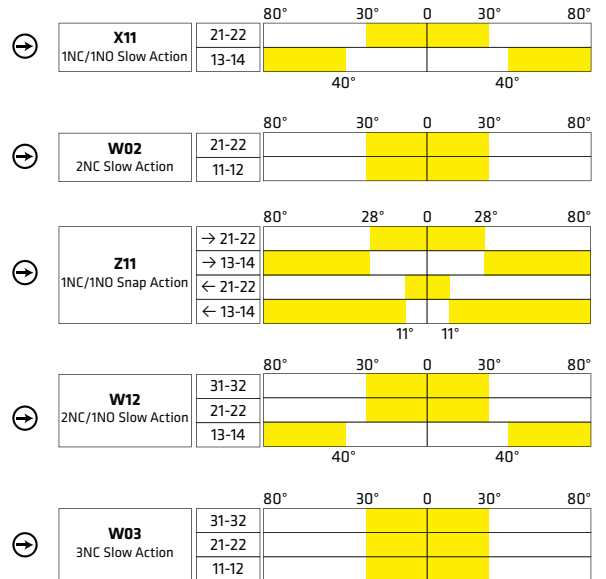 80° 30° 0 30° 80°
X11
1NC/1NO Slow Action
21-22
13-14
40° 40°
80° 30° 0 30° 80°
W02
2NC Slow Action
21-22
11-12
80° 28° 0 28° 80°
Z11
1NC/1NO Snap Action
→ 21-22
→ 13-14
← 21-22
← 13-14
11° 11°
80° 30° 0 30° 80°
W12
2NC/1NO Slow Action
31-32
21-22
13-14
40° 40°
80° 30° 0 30° 80°
W03
3NC Slow Action
31-32
21-22
11-12